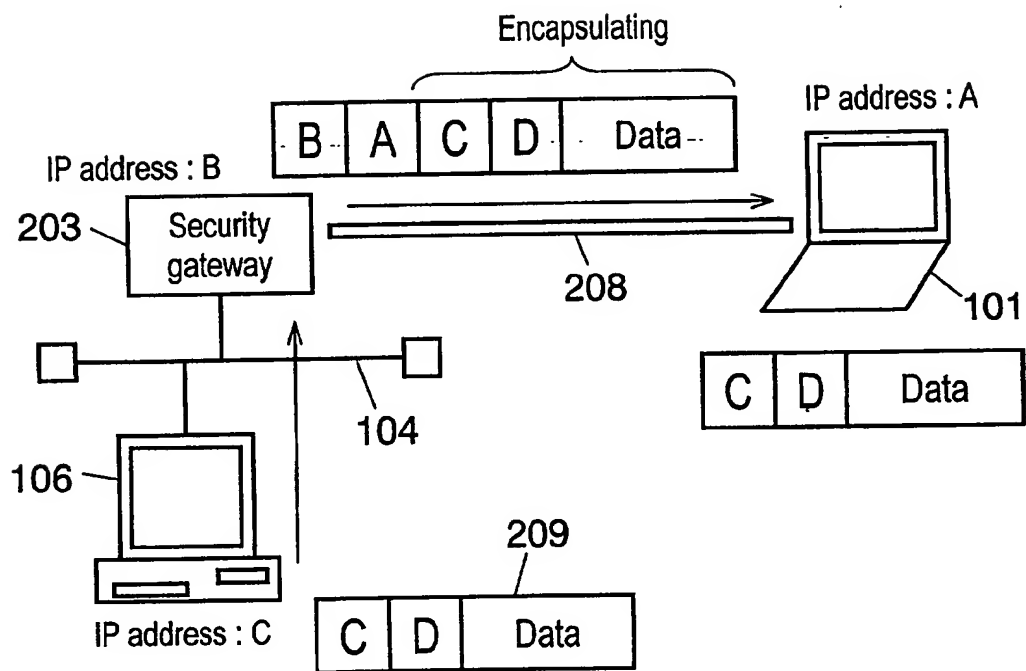 Encapsulating
IP address : A
B A C D Data
IP address : B
203
Security
gateway
208
101
C D Data
104
106
209
C D Data
IP address : C